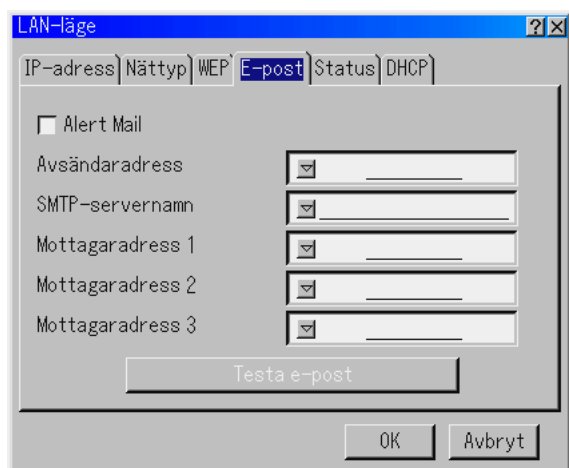 LAN-läge
IP-adress Nättyp WEP E-post Status DHCP
Alert Mail
Avsändaradress
SMTP-servernamn
Mottagaradress 1
Mottagaradress 2
Mottagaradress 3
Testa e-post
OK Avbryt